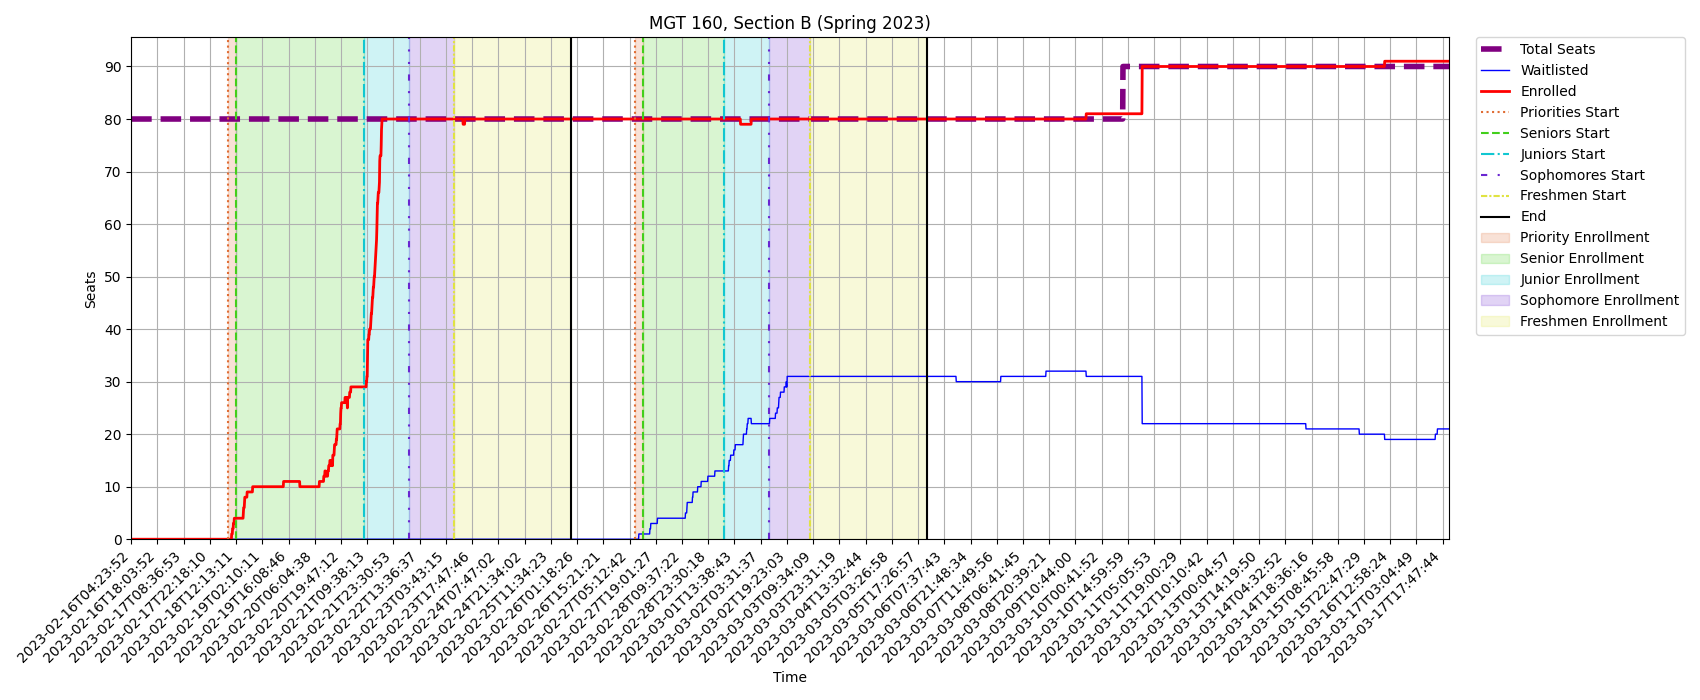 MGT 160, Section B (Spring 2023)
Seats
90
80
70
60
50
40
30
20
10
0
2023-02-16T04:23:52
2023-02-16T18:03:52
2023-02-17T08:36:53
2023-02-17T22:18:10
2023-02-18T12:13:11
2023-02-19T02:10:11
2023-02-19T16:08:46
2023-02-20T06:04:38
2023-02-20T19:47:12
2023-02-21T09:38:13
2023-02-21T23:30:53
2023-02-22T13:36:37
2023-02-23T03:43:15
2023-02-23T17:47:46
2023-02-24T07:47:02
2023-02-24T21:34:02
2023-02-25T11:34:23
2023-02-26T01:18:26
2023-02-26T15:21:21
2023-02-27T05:12:42
2023-02-27T19:01:27
2023-02-28T09:37:22
2023-02-28T23:30:18
2023-03-01T13:38:43
2023-03-02T03:31:37
2023-03-02T19:23:03
2023-03-03T09:34:09
2023-03-03T23:31:19
2023-03-04T13:32:44
2023-03-05T03:26:58
2023-03-05T17:26:57
2023-03-06T07:37:43
2023-03-06T21:48:34
2023-03-07T11:49:56
2023-03-08T06:41:45
2023-03-08T20:39:21
2023-03-09T10:44:00
2023-03-10T00:41:52
2023-03-10T14:59:59
2023-03-11T05:05:53
2023-03-11T19:00:29
2023-03-12T10:10:42
2023-03-13T00:04:57
2023-03-13T14:19:50
2023-03-14T04:32:52
2023-03-14T18:36:16
2023-03-15T08:45:58
2023-03-15T22:47:29
2023-03-16T12:58:24
2023-03-17T03:04:49
2023-03-17T17:47:44
Time
Total Seats
Waitlisted
Enrolled
Priorities Start
Seniors Start
Juniors Start
Sophomores Start
Freshmen Start
End
Priority Enrollment
Senior Enrollment
Junior Enrollment
Sophomore Enrollment
Freshmen Enrollment